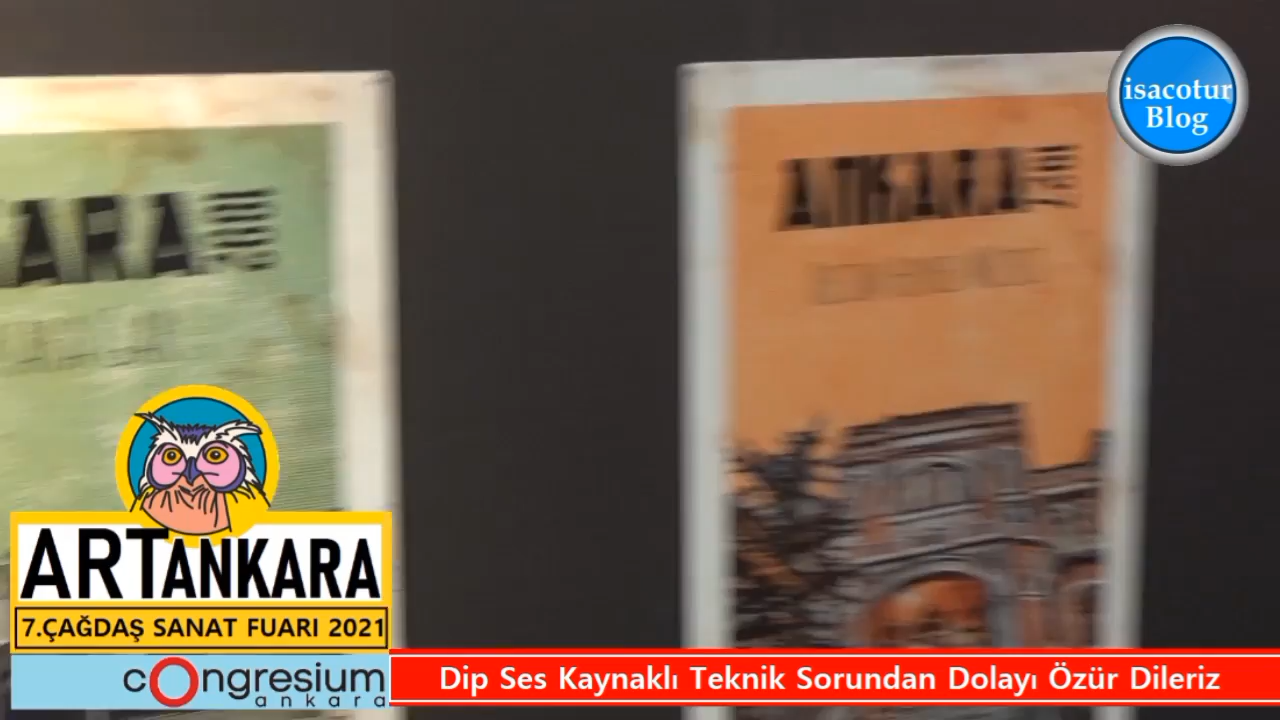 isacotur
Blog
ARA
ANKARA
ARTANKARA
7.ÇAĞDAŞ SANAT FUARI 2021
congresium
ankara
Dip Ses Kaynaklı Teknik Sorundan Dolayı Özür Dileriz